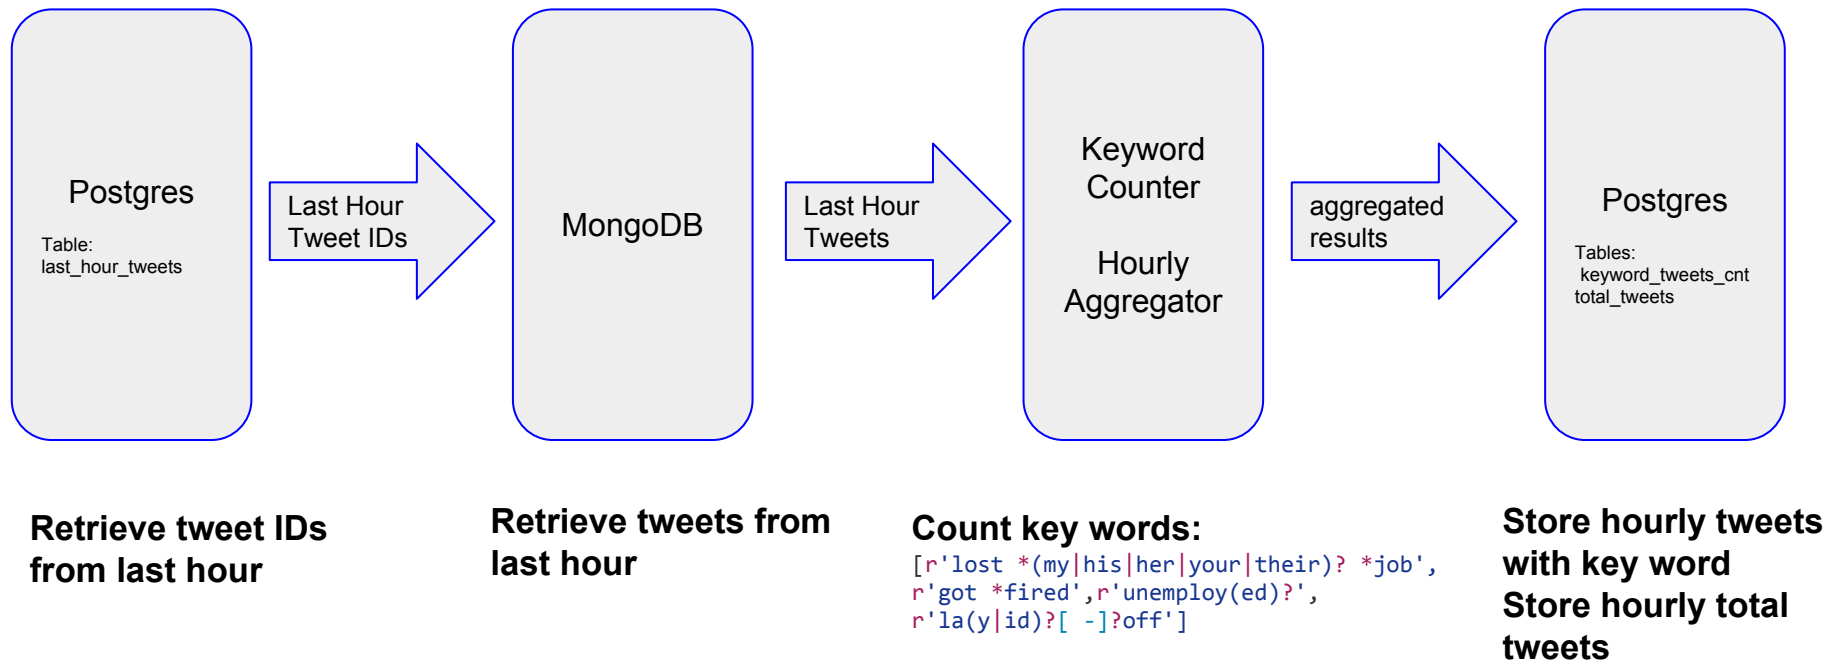 Postgres
Table:
last_hour_tweets
Last Hour
Tweet IDs
MongoDB
Last Hour
Tweets
Keyword
Counter
Hourly
Aggregator
aggregated
results
Postgres
Tables:
keyword_tweets_cnt
total_tweets
Retrieve tweet IDs
from last hour
Retrieve tweets from
last hour
Count key words:
[r'lost *(my|his|her|your|their)? *job',
r'got *fired',r'unemploy(ed)?',
r'la(y|id)?[ -]?off']
Store hourly tweets
with key word
Store hourly total
tweets